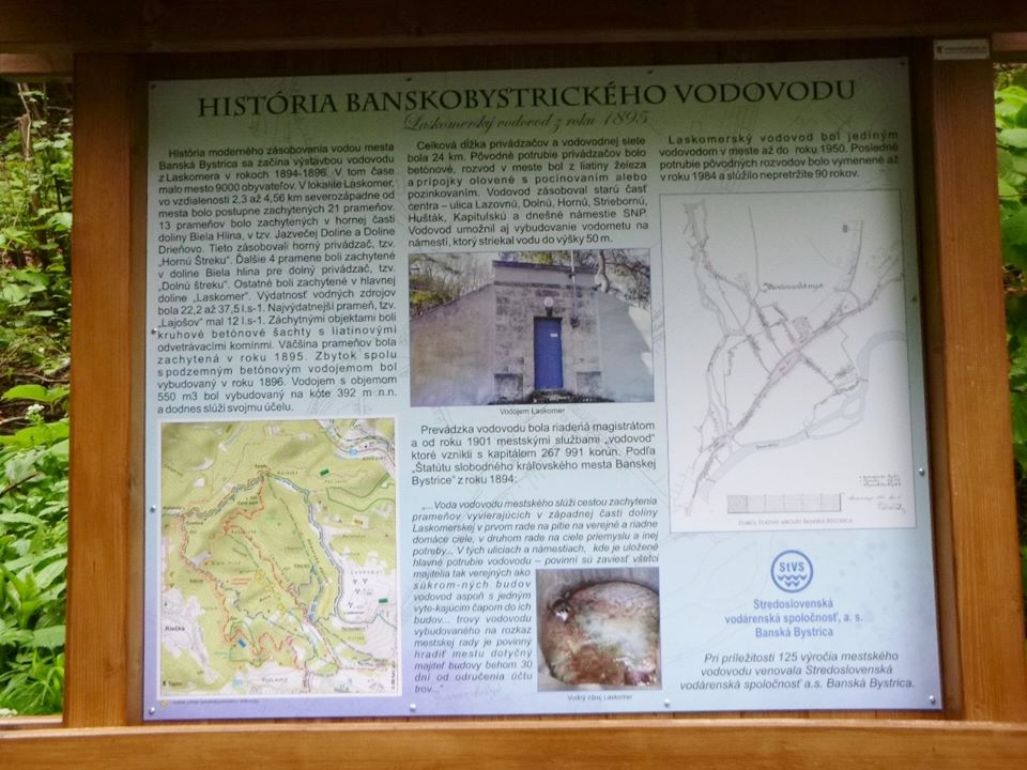 HISTÓRIA BANSKOBYSTRICKÉHO VODOVODU
Laskomerský vodovod z roku 1895
História moderného zásobovania vodou mesta
Banská Bystrica sa začína výstavbou vodovodu
z Laskomera v rokoch 1894-1896. V tom čase
malo mesto 9000 obyvateľov. V lokalite Laskomer,
vo vzdialenosti 2,3 až 4,56 km severozápadne od
mesta bolo postupne zachytených 21 prameňov.
13 prameňov bolo zachytených v hornej časti
doliny Biela Hlina, v tzv. Jazvečej Doline a Doline
Drieňovo. Tieto zásobovali horný privádzač, tzv.
„Hornú Štreku". Ďalšie 4 pramene boli zachytené
v doline Biela hlina pre dolný privádzač, tzv.
„Dolnú štreku". Ostatné boli zachytené v hlavnej
doline „Laskomer". Výdatnosť vodných zdrojov
bola 22,2 až 37,5 l.s-1. Najvýdatnejší prameň, tzv.
„Lajošov" mal 12 l.s-1. Záchytnými objektami boli
kruhové betónové šachty s liatinovými
odvetrávacími komínmi. Väčšina prameňov bola
zachytená v roku 1895. Zbytok spolu
s podzemným betónovým vodojemom bol
vybudovaný v roku 1896. Vodojem s objemom
550 m3 bol vybudovaný na kóte 392 m n.n.
a dodnes slúži svojmu účelu.
Celková dĺžka privádzačov a vodovodnej siete
bola 24 km. Pôvodné potrubie privádzačov bolo
betónové, rozvod v meste bol z liatiny železa
a prípojky olovené s pocínovaním alebo
pozinkovaním. Vodovod zásoboval starú časť
centra – ulica Lazovnú, Dolnú, Hornú, Striebornú,
Hušták, Kapitulskú a dnešné námestie SNP.
Vodovod umožnil aj vybudovanie vodometu na
námestí, ktorý striekal vodu do výšky 50 m.
Vodojem Laskomer
Prevádzka vodovodu bola riadená magistrátom
a od roku 1901 mestskými službami „vodovod"
ktoré vznikli s kapitálom 267 991 korún. Podľa
„Štatútu slobodného kráľovského mesta Banskej
Bystrice" z roku 1894:
„...Voda vodovodu mestského slúži cestou zachytenia
prameňov vyvierajúcich v západnej časti doliny
Laskomerskej v prvom rade na pitie na verejné a riadne
domáce ciele, v druhom rade na ciele priemyslu a inej
potreby... V tých uliciach a námestiach, kde je uložené
hlavné potrubie vodovodu – povinní sú zaviesť všetci
majitelia tak verejných ako
súkrom-ných budov
vodovod aspoň s jedným
vyte-kajúcim čapom do ich
budov... trovy vodovodu
vybudovaného na rozkaz
mestskej rady je povinný
hradiť mestu dotyčný
majiteľ budovy behom 30
dní od odručenia účtu
trov..."
Vodný zdroj Laskomer
Laskomerský vodovod bol jediným
vodovodom v meste až do roku 1950. Posledné
potrubie pôvodných rozvodov bolo vymenené až
v roku 1984 a slúžilo nepretržite 90 rokov.
StVS
Stredoslovenská
vodárenská spoločnosť, a. s.
Banská Bystrica
Pri príležitosti 125 výročia mestského
vodovodu venovala Stredoslovenská
vodárenská spoločnosť a.s. Banská Bystrica.